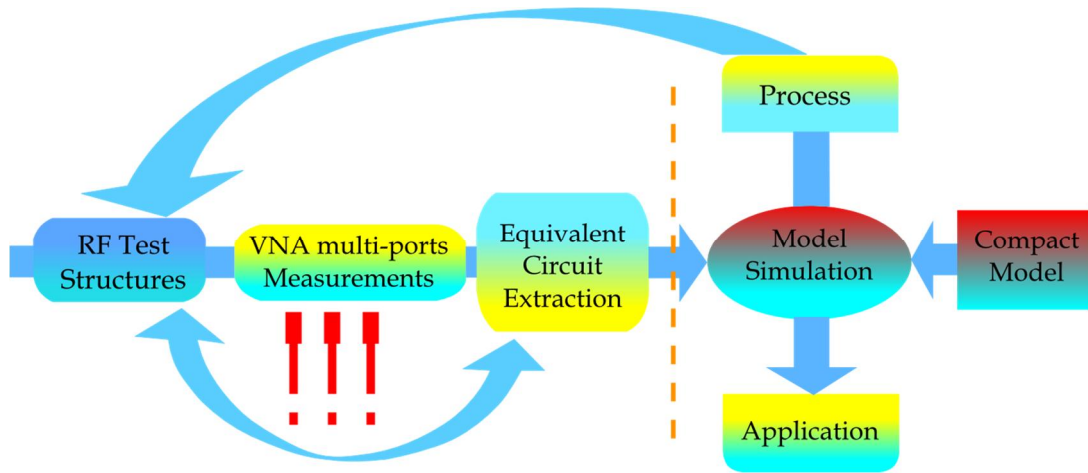 Process
RF Test
Structures
VNA multi-ports
Measurements
Equivalent
Circuit
Extraction
Model
Simulation
Compact
Model
Application